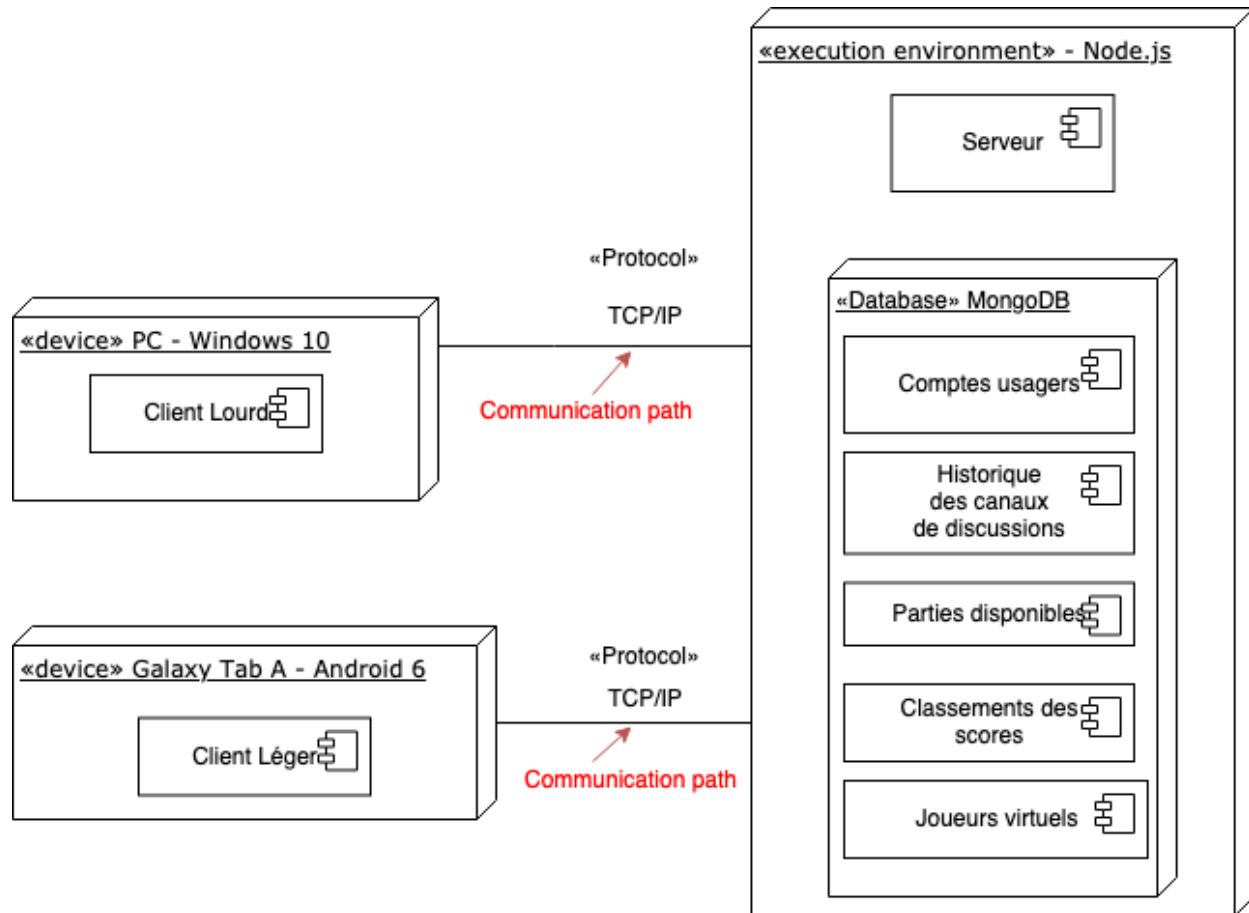 «execution environment» - Node.js
Serveur
«Protocol»
TCP/IP
Communication path
«device» PC - Windows 10
Client Lourd
«Database» MongoDB
Comptes usagers
Historique
des canaux
de discussions
Parties disponibles
Classements des
scores
Joueurs virtuels
«device» Galaxy Tab A - Android 6
Client Léger
«Protocol»
TCP/IP
Communication path